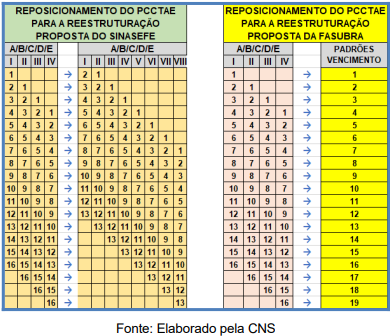 REPOSICIONAMENTO DO PCCTAE
PARA A REESTRUTURAÇÃO
PROPOSTA DO SINASEFE
A/B/C/D/E → A/B/C/D/E
I II III IV I II III IV V VI VII VIII
1 → 2 1
2 1 → 3 2 1
3 2 1 → 4 3 2 1
4 3 2 1 → 5 4 3 2 1
5 4 3 2 → 6 5 4 3 2 1
6 5 4 3 → 7 6 5 4 3 2 1
7 6 5 4 → 8 7 6 5 4 3 2 1
8 7 6 5 → 9 8 7 6 5 4 3 2
9 8 7 6 → 10 9 8 7 6 5 4 3
10 9 8 7 → 11 10 9 8 7 6 5 4
11 10 9 8 → 12 11 10 9 8 7 6 5
12 11 10 9 → 13 12 11 10 9 8 7 6
13 12 11 10 → 13 12 11 10 9 8 7
14 13 12 11 → 13 12 11 10 9 8
15 14 13 12 → 13 12 11 10 9
16 15 14 13 → 13 12 11 10
16 15 14 → 13 12 11
16 15 → 13 12
16 → 13
REPOSICIONAMENTO DO PCCTAE
PARA A REESTRUTURAÇÃO
PROPOSTA DA FASUBRA
A/B/C/D/E → PADRÕES
I II III IV VENCIMENTO
1 → 1
2 1 → 2
3 2 1 → 3
4 3 2 1 → 4
5 4 3 2 → 5
6 5 4 3 → 6
7 6 5 4 → 7
8 7 6 5 → 8
9 8 7 6 → 9
10 9 8 7 → 10
11 10 9 8 → 11
12 11 10 9 → 12
13 12 11 10 → 13
14 13 12 11 → 14
15 14 13 12 → 15
16 15 14 13 → 16
16 15 14 → 17
16 15 → 18
16 → 19
Fonte: Elaborado pela CNS